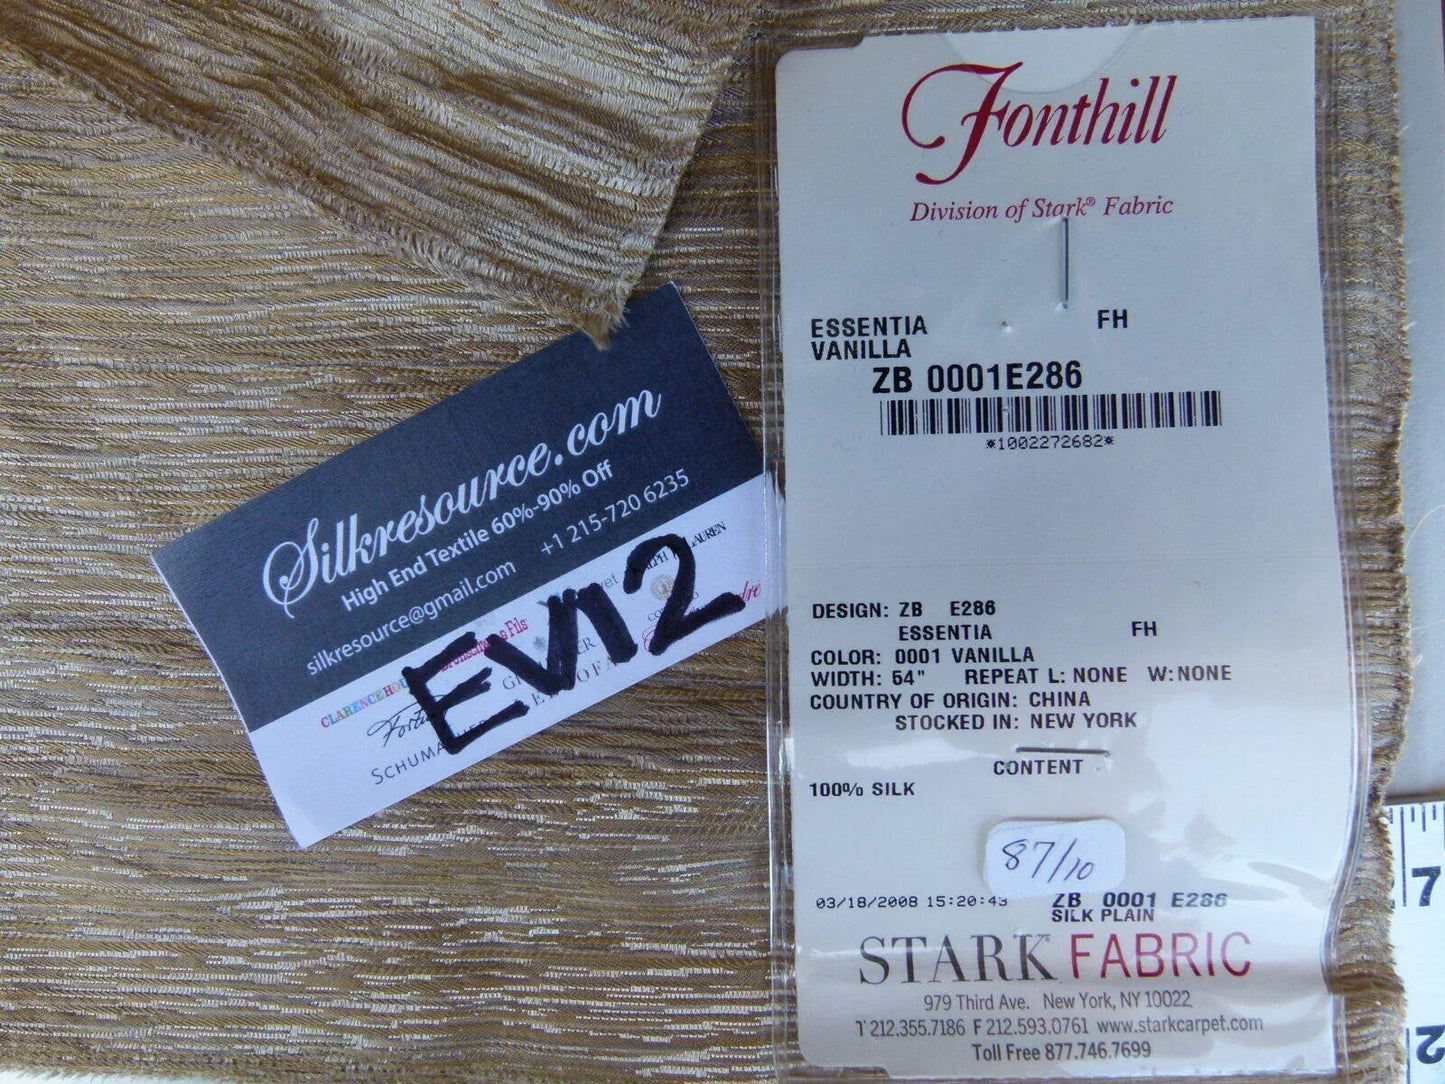 Silkresource.com
High End Textile 60%-90% Off
+1 215-720 6235
silkresource@gmail.com
CLARENCE
LAUREN
EV12
Fonthill
Division of Stark® Fabric
ESSENTIA FH
VANILLA
ZB 0001E286
*1002272682*
DESIGN: ZB E286
ESSENTIA FH
COLOR: 0001 VANILLA
WIDTH: 54" REPEAT L: NONE W: NONE
COUNTRY OF ORIGIN: CHINA
STOCKED IN: NEW YORK
CONTENT
100% SILK
87/10
03/18/2008 15:20:43 ZB 0001 E286
SILK PLAIN
STARK FABRIC
979 Third Ave. New York, NY 10022
T 212.355.7186 F 212.593.0761 www.starkcarpet.com
Toll Free 877.746.7699
7
2